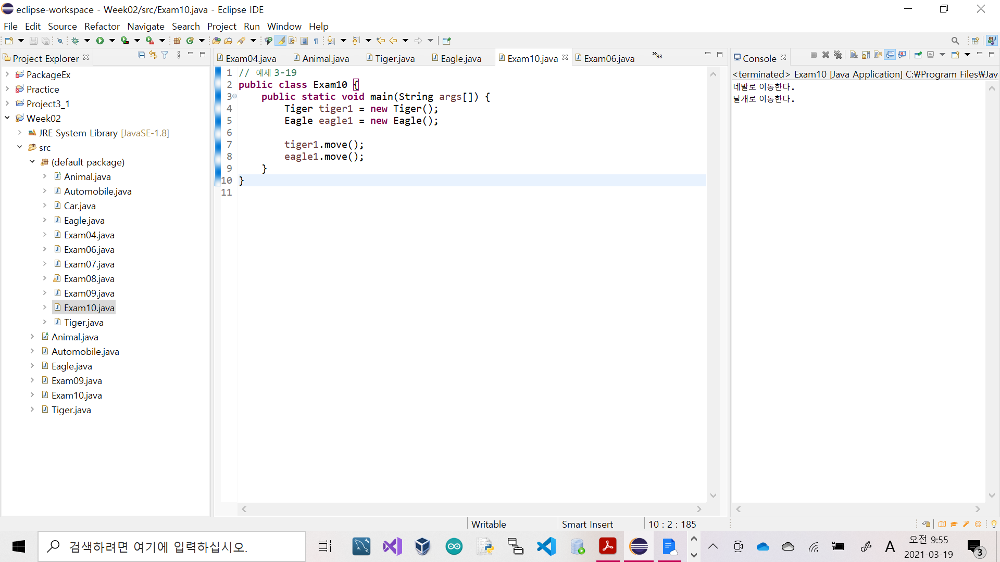 eclipse-workspace - Week02/src/Exam10.java - Eclipse IDE
File Edit Source Refactor Navigate Search Project Run Window Help
Project Explorer
PackageEx
Practice
Project3_1
Week02
JRE System Library [JavaSE-1.8]
src
(default package)
Animal.java
Automobile.java
Car.java
Eagle.java
Exam04.java
Exam06.java
Exam07.java
Exam08.java
Exam09.java
Exam10.java
Tiger.java
Animal.java
Automobile.java
Eagle.java
Exam09.java
Exam10.java
Tiger.java
Exam04.java Animal.java Tiger.java Eagle.java Exam10.java Exam06.java »93
1 // 예제 3-19
2 public class Exam10 {
3 public static void main(String args[]) {
4 Tiger tiger1 = new Tiger();
5 Eagle eagle1 = new Eagle();
6
7 tiger1.move();
8 eagle1.move();
9 }
10 }
11
Console
<terminated> Exam10 [Java Application] C:₩Program Files₩Jav
네발로 이동한다.
날개로 이동한다.
Writable Smart Insert 10 : 2 : 185
검색하려면 여기에 입력하십시오.
A
오전 9:55
2021-03-19
3